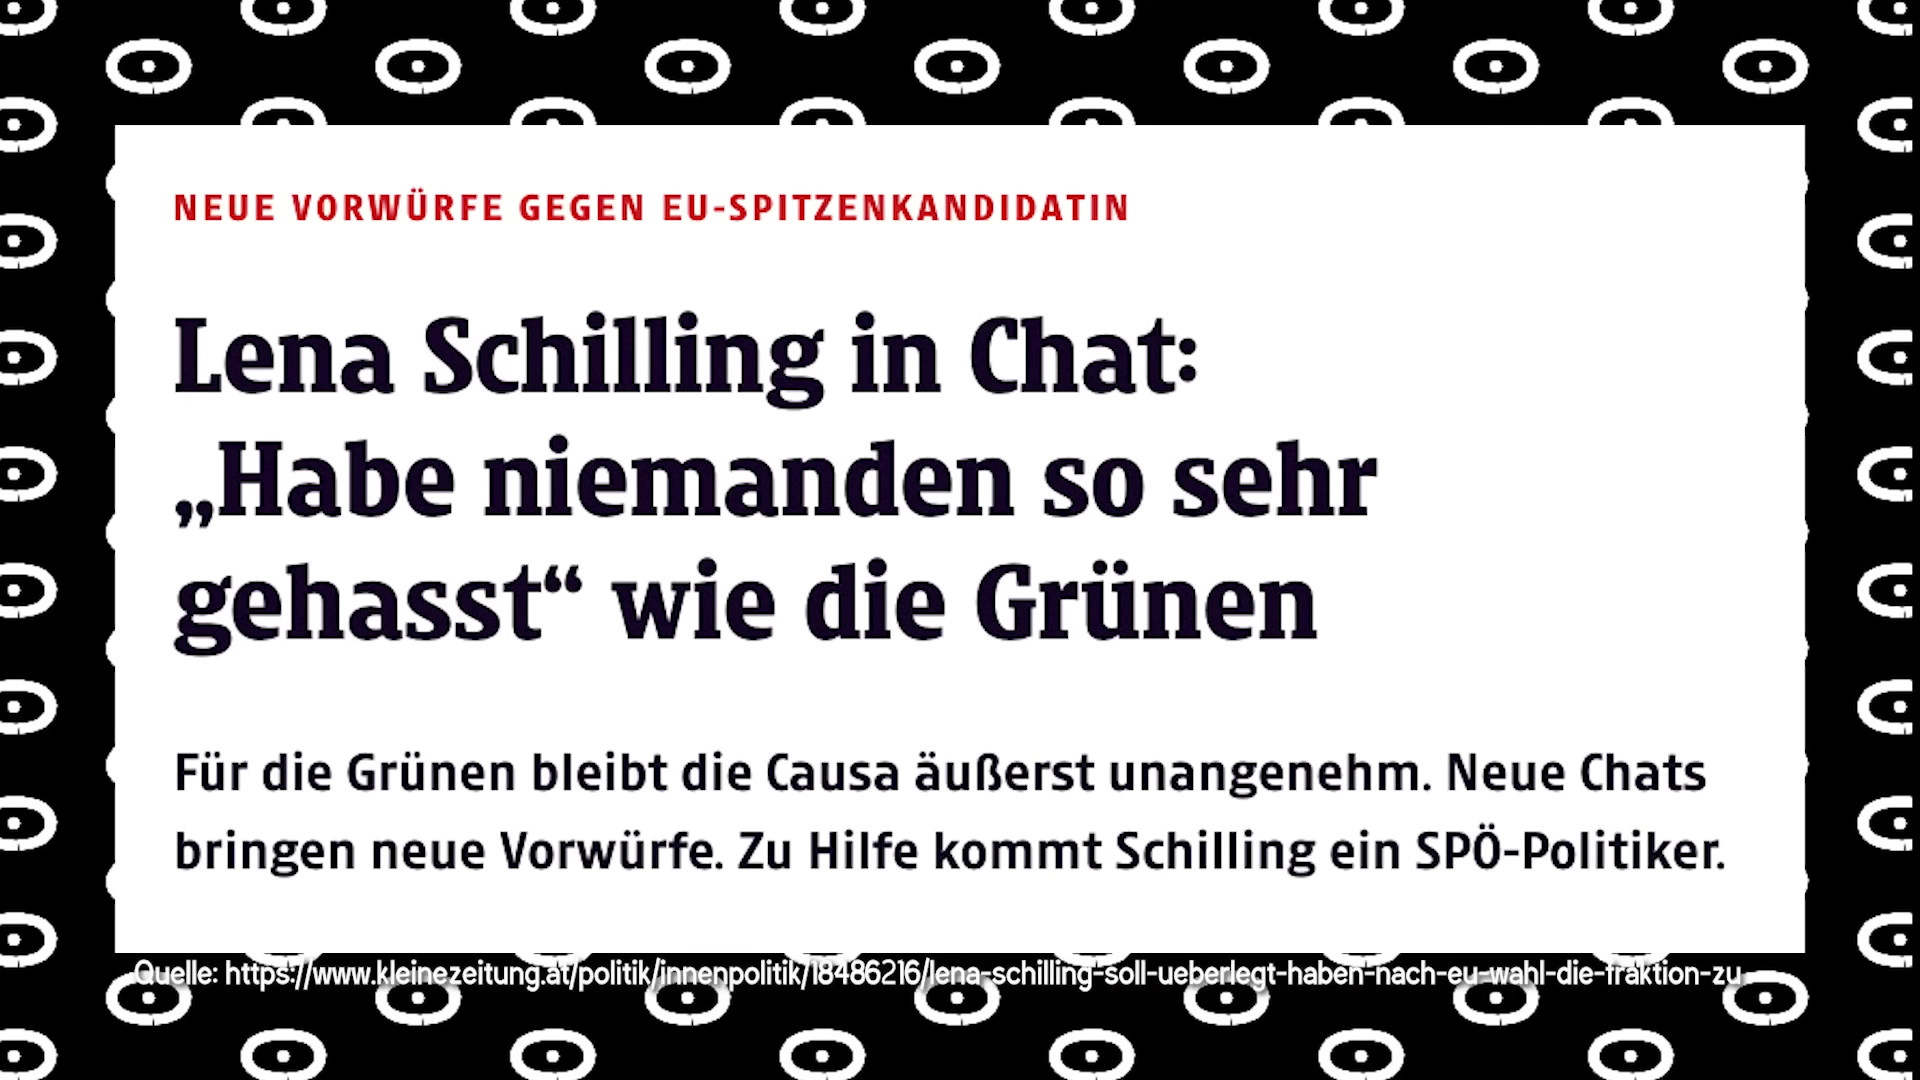 NEUE VORWÜRFE GEGEN EU-SPITZENKANDIDATIN
Lena Schilling in Chat:
„Habe niemanden so sehr
gehasst“ wie die Grünen
Für die Grünen bleibt die Causa äußerst unangenehm. Neue Chats
bringen neue Vorwürfe. Zu Hilfe kommt Schilling ein SPÖ-Politiker.
Quelle: https://www.kleinezeitung.at/politik/innenpolitik/18486216/lena-schilling-soll-ueberlegt-haben-nach-eu-wahl-die-fraktion-zu